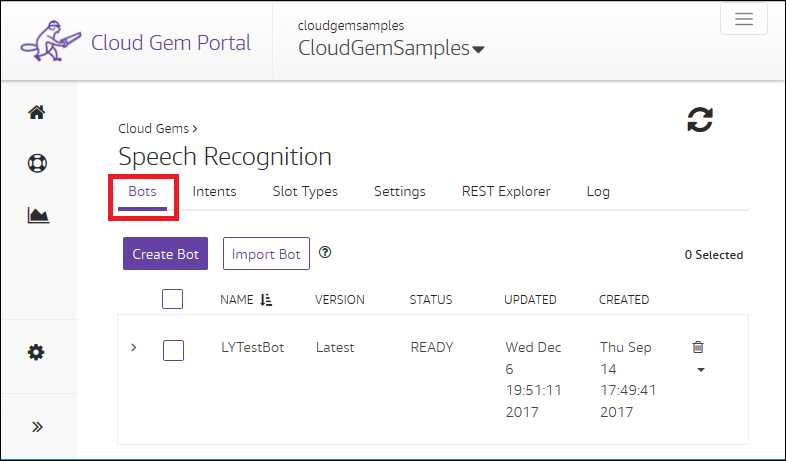 Cloud Gem Portal
cloudgemsamples
CloudGemSamples
Cloud Gems >
Speech Recognition
Bots Intents Slot Types Settings REST Explorer Log
Create Bot Import Bot ? 0 Selected
NAME VERSION STATUS UPDATED CREATED
LYTestBot Latest READY Wed Dec Thu Sep
6 14
19:51:11 17:49:41
2017 2017